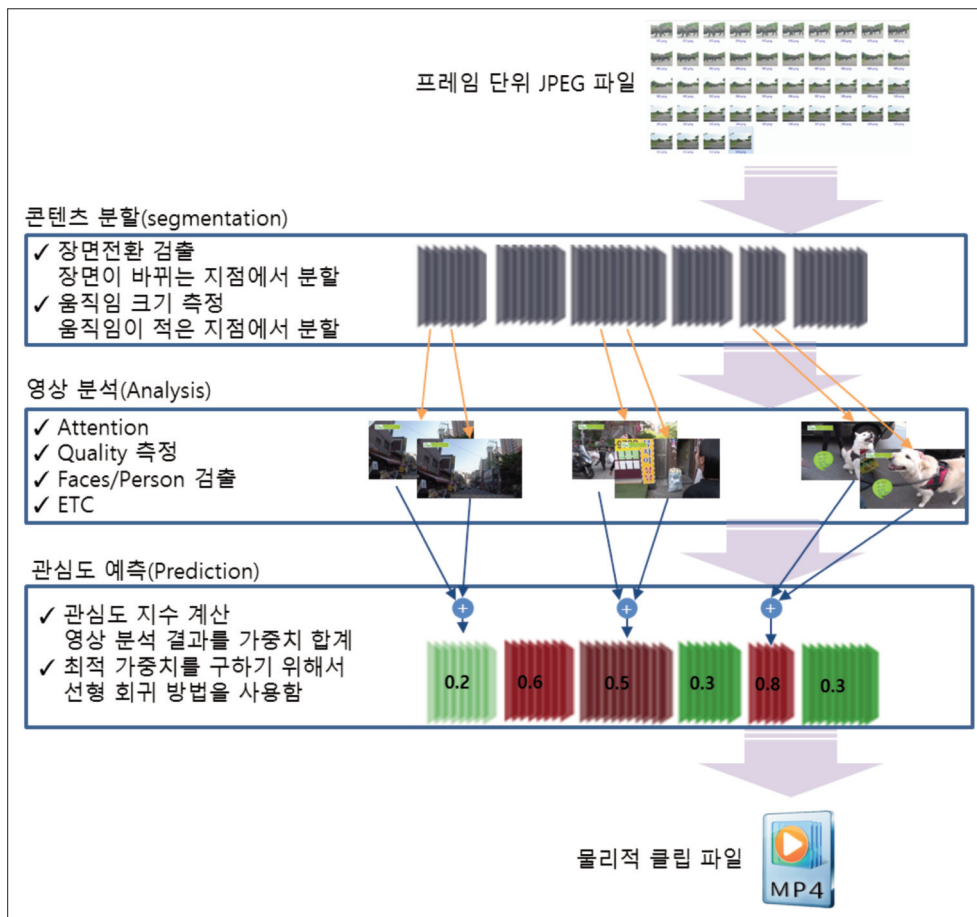 프레임 단위 JPEG 파일
콘텐츠 분할(segmentation)
✓ 장면전환 검출
장면이 바뀌는 지점에서 분할
✓ 움직임 크기 측정
움직임이 적은 지점에서 분할
영상 분석(Analysis)
✓ Attention
✓ Quality 측정
✓ Faces/Person 검출
✓ ETC
관심도 예측(Prediction)
✓ 관심도 지수 계산
영상 분석 결과를 가중치 합계
✓ 최적 가중치를 구하기 위해서
선형 회귀 방법을 사용함
+ + +
0.2 0.6 0.5 0.3 0.8 0.3
물리적 클립 파일
MP4